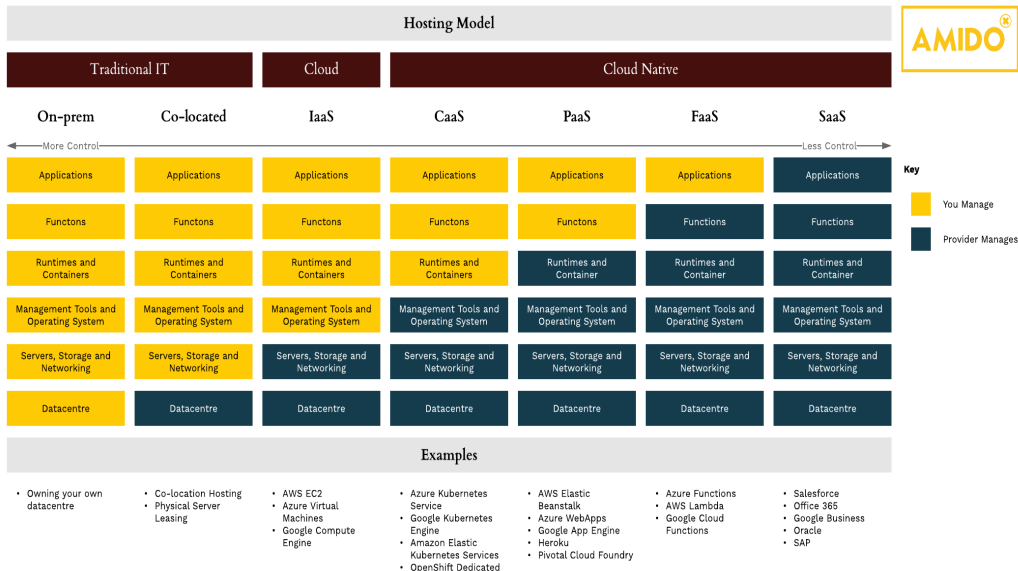 Hosting Model
AMIDO
Traditional IT
Cloud
Cloud Native
On-prem
Co-located
IaaS
CaaS
PaaS
FaaS
SaaS
More Control
Less Control
Applications
Applications
Applications
Applications
Applications
Applications
Applications
Key
You Manage
Provider Manages
Functons
Functons
Functons
Functons
Functons
Functions
Functions
Runtimes and
Containers
Runtimes and
Containers
Runtimes and
Containers
Runtimes and
Containers
Runtimes and
Container
Runtimes and
Container
Runtimes and
Container
Management Tools and
Operating System
Management Tools and
Operating System
Management Tools and
Operating System
Management Tools and
Operating System
Management Tools and
Operating System
Management Tools and
Operating System
Management Tools and
Operating System
Servers, Storage and
Networking
Servers, Storage and
Networking
Servers, Storage and
Networking
Servers, Storage and
Networking
Servers, Storage and
Networking
Servers, Storage and
Networking
Servers, Storage and
Networking
Datacentre
Datacentre
Datacentre
Datacentre
Datacentre
Datacentre
Datacentre
Examples
• Owning your own
datacentre
• Co-location Hosting
• Physical Server
Leasing
• AWS EC2
• Azure Virtual
Machines
• Google Compute
Engine
• Azure Kubernetes
Service
• Google Kubernetes
Engine
• Amazon Elastic
Kubernetes Services
• OpenShift Dedicated
• AWS Elastic
Beanstalk
• Azure WebApps
• Google App Engine
• Heroku
• Pivotal Cloud Foundry
• Azure Functions
• AWS Lambda
• Google Cloud
Functions
• Salesforce
• Office 365
• Google Business
• Oracle
• SAP